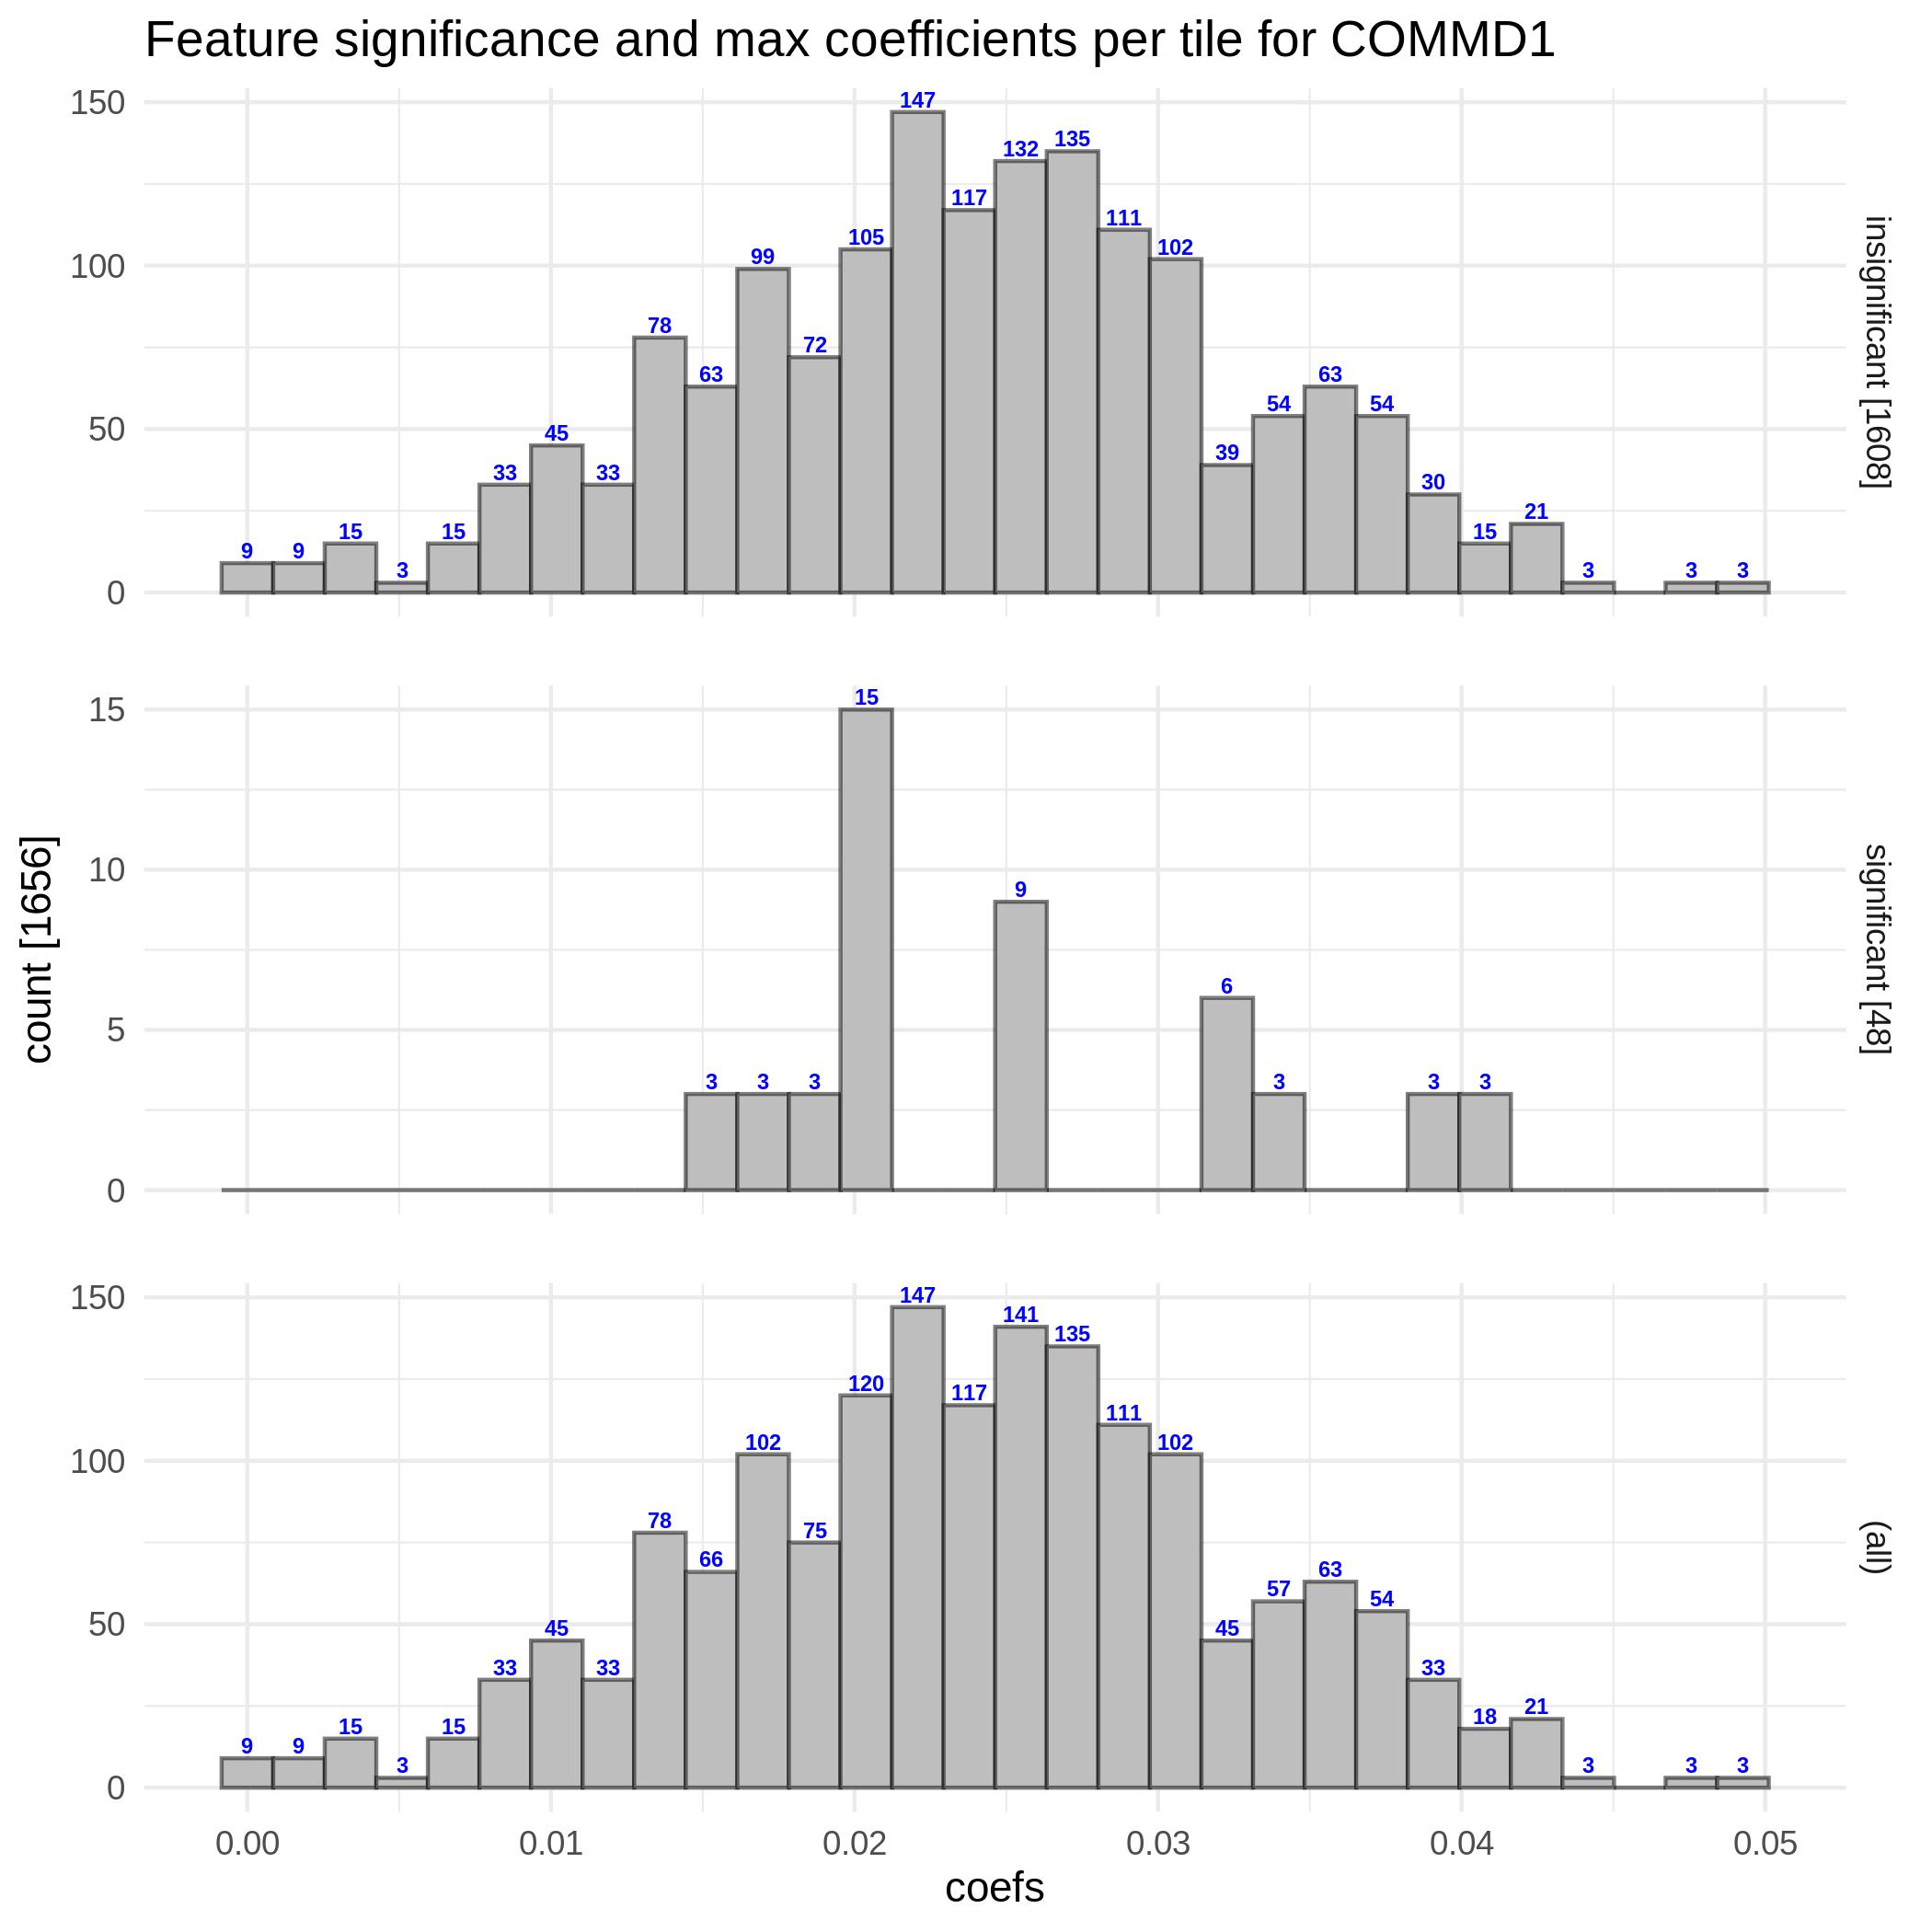 Feature significance and max coefficients per tile for COMMD1
150
100
50
0
9 9 15 3 15 33 45 33 78 63 99 72 105 147 117 132 135 111 102 39 54 63 54 30 15 21 3 3 3
insignificant [1608]
count [1656]
15
10
5
0
3 3 3 15 9 6 3 3 3
significant [48]
150
100
50
0
9 9 15 3 15 33 45 33 78 66 102 75 120 147 117 141 135 111 102 45 57 63 54 33 18 21 3 3 3
(all)
0.00 0.01 0.02 0.03 0.04 0.05
coefs